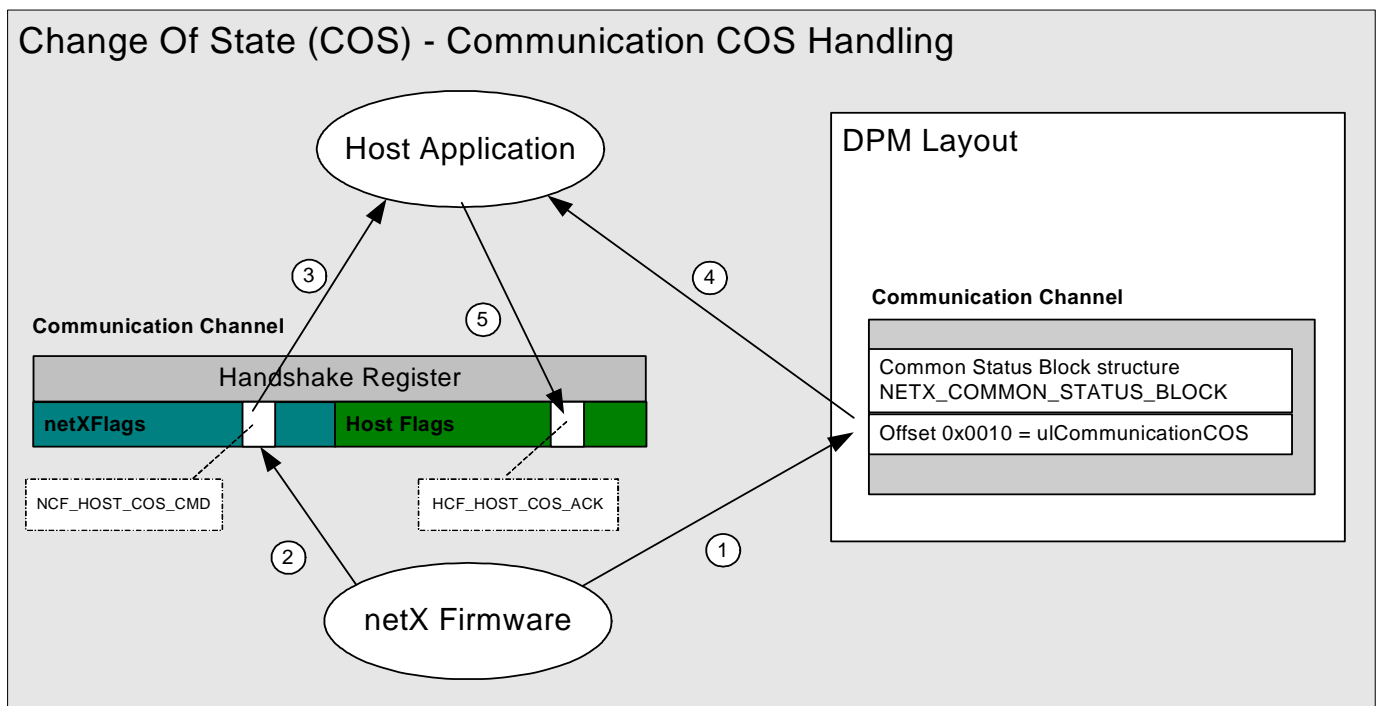 Change Of State (COS) - Communication COS Handling
Host Application
DPM Layout
3
4
5
Communication Channel
Communication Channel
Handshake Register
netXFlags
Host Flags
Common Status Block structure
NETX_COMMON_STATUS_BLOCK
Offset 0x0010 = ulCommunicationCOS
NCF_HOST_COS_CMD
HCF_HOST_COS_ACK
2
1
netX Firmware